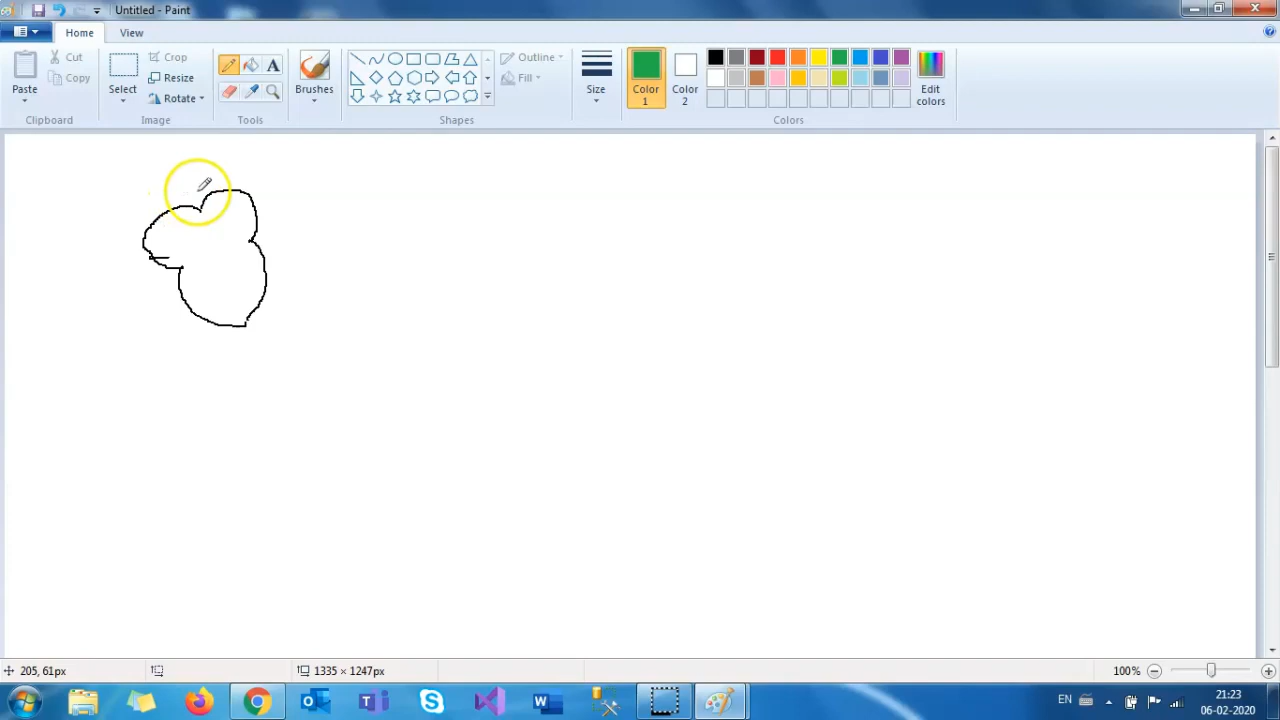 Untitled - Paint
Home
View
Paste
Cut
Copy
Clipboard
Select
Crop
Resize
Rotate
Image
Tools
Brushes
Outline
Fill
Shapes
Size
Color
1
Color
2
Edit
colors
Colors
205, 61px
1335 × 1247px
100%
EN
21:23
06-02-2020